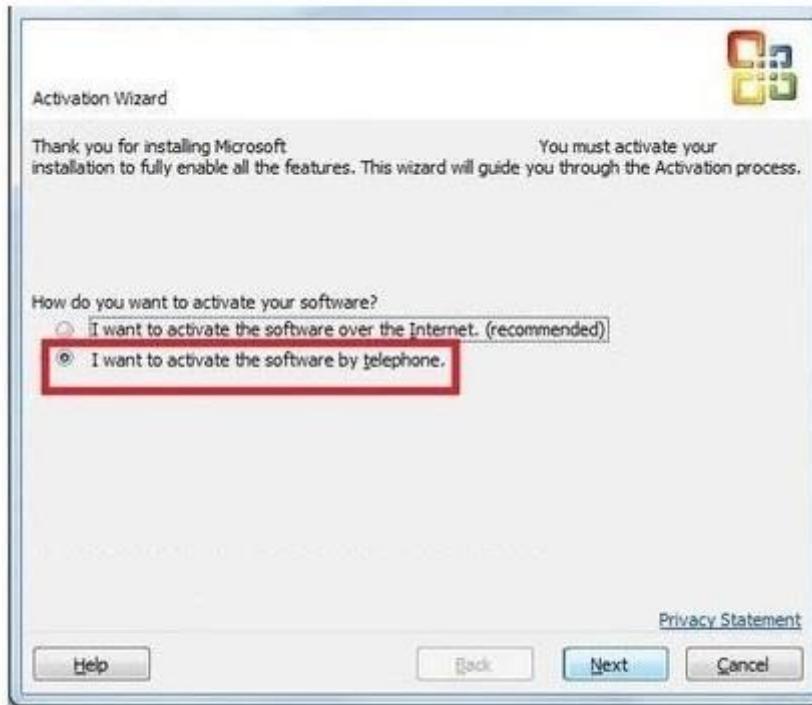 Activation Wizard
Thank you for installing Microsoft You must activate your
installation to fully enable all the features. This wizard will guide you through the Activation process.
How do you want to activate your software?
I want to activate the software over the Internet. (recommended)
I want to activate the software by telephone.
Privacy Statement
Help Back Next Cancel